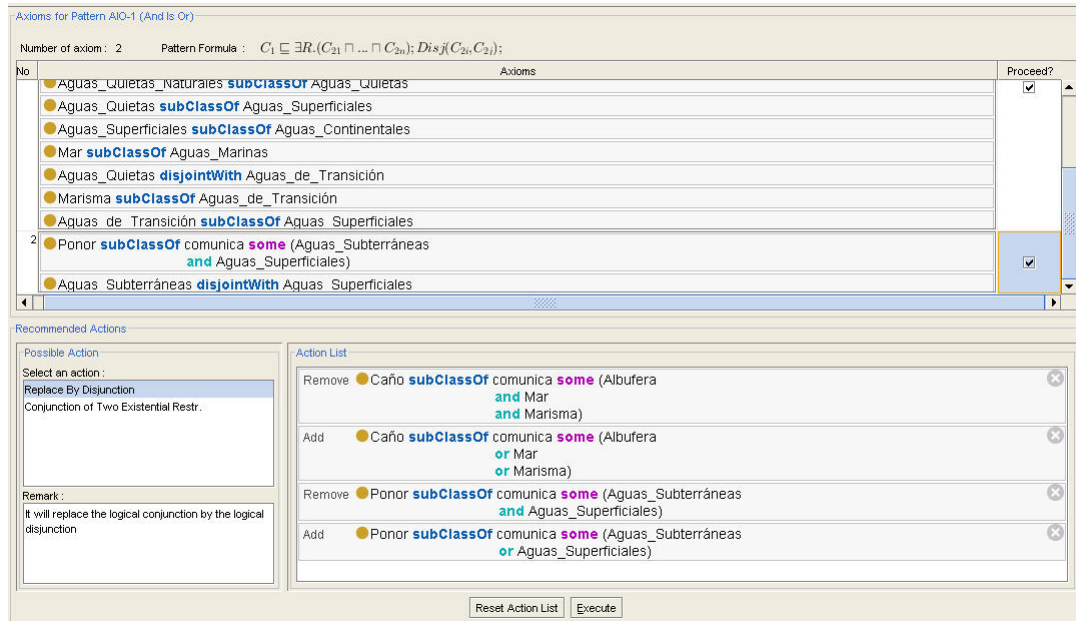 Axioms for Pattern AIO-1 (And Is Or)
Number of axiom : 2 Pattern Formula : C₁ ⊑ ∃R.(C₂₁ ⊓ ... ⊓ C₂ₙ); Disj(C₂ᵢ,C₂ⱼ);
No Axioms Proceed?
Aguas_Quietas_Naturales subClassOf Aguas_Quietas
Aguas_Quietas subClassOf Aguas_Superficiales
Aguas_Superficiales subClassOf Aguas_Continentales
Mar subClassOf Aguas_Marinas
Aguas_Quietas disjointWith Aguas_de_Transición
Marisma subClassOf Aguas_de_Transición
Aguas_de_Transición subClassOf Aguas_Superficiales
2 Ponor subClassOf comunica some (Aguas_Subterráneas
and Aguas_Superficiales)
Aguas_Subterráneas disjointWith Aguas_Superficiales
Recommended Actions
Possible Action
Select an action :
Replace By Disjunction
Conjunction of Two Existential Restr.
Remark :
It will replace the logical conjunction by the logical
disjunction
Action List
Remove Caño subClassOf comunica some (Albufera
and Mar
and Marisma)
Add Caño subClassOf comunica some (Albufera
or Mar
or Marisma)
Remove Ponor subClassOf comunica some (Aguas_Subterráneas
and Aguas_Superficiales)
Add Ponor subClassOf comunica some (Aguas_Subterráneas
or Aguas_Superficiales)
Reset Action List Execute